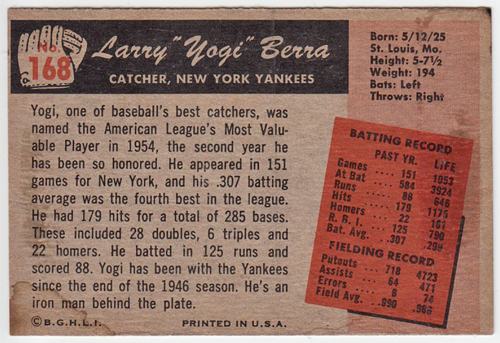 No. 168
Larry "Yogi" Berra
CATCHER, NEW YORK YANKEES
Born: 5/12/25
St. Louis, Mo.
Height: 5-7½
Weight: 194
Bats: Left
Throws: Right
Yogi, one of baseball's best catchers, was
named the American League's Most Valu-
able Player in 1954, the second year he
has been so honored. He appeared in 151
games for New York, and his .307 batting
average was the fourth best in the league.
He had 179 hits for a total of 285 bases.
These included 28 doubles, 6 triples and
22 homers. He batted in 125 runs and
scored 88. Yogi has been with the Yankees
since the end of the 1946 season. He's an
iron man behind the plate.
BATTING RECORD
PAST YR. LIFE
Games 151 1053
At Bat 584 3924
Runs 88 646
Hits 179 1175
Homers 22 161
R. B. I. 125 790
Bat. Avg. .307 .299
FIELDING RECORD
Putouts 718 4723
Assists 64 471
Errors 8 74
Field Avg. .990
© B.G.H.L.I. PRINTED IN U.S.A.